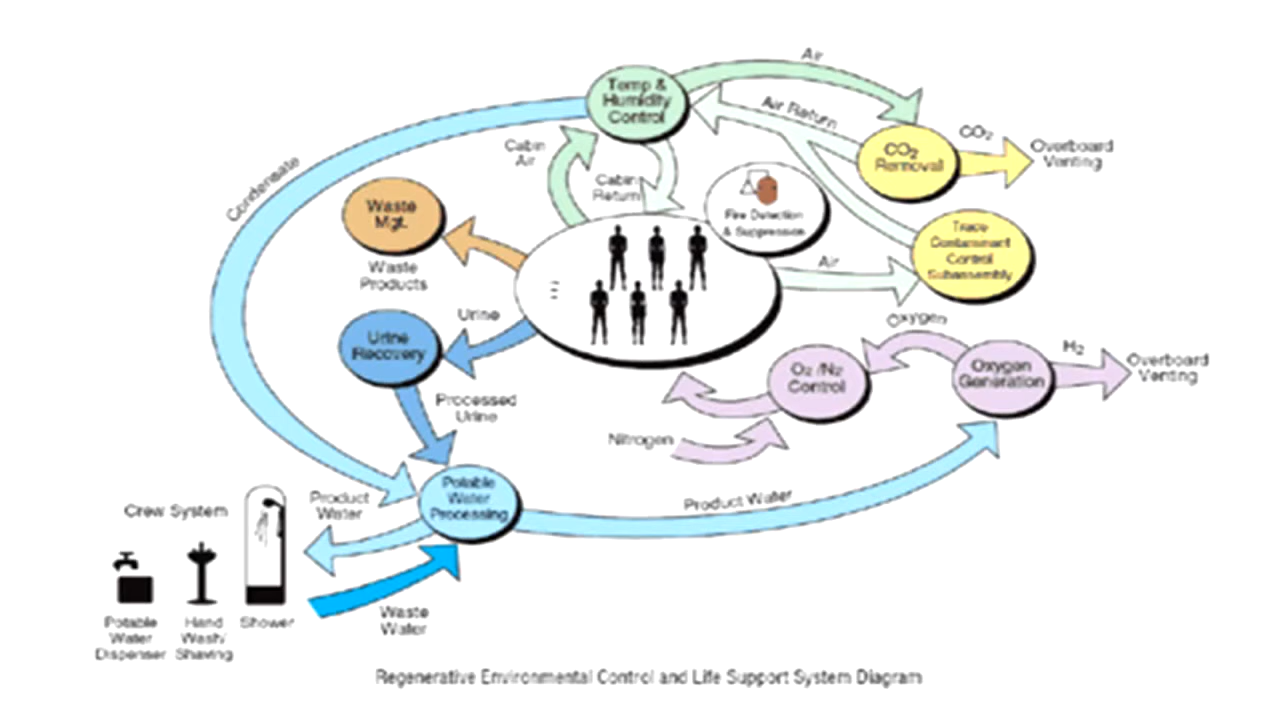 Air
Temp &
Humidity
Control
Air Return
CO2
Removal
CO2
Overboard
Venting
Cabin
Air
Cabin
Return
Condensate
Waste
Mgt.
Waste
Products
Fire Detection
& Suppression
Trace
Contaminant
Control
Subassembly
Air
Urine
Urine
Recovery
Oxygen
O2 /N2
Control
Oxygen
Generation
H2
Overboard
Venting
Processed
Urine
Nitrogen
Potable
Water
Processing
Product
Water
Product Water
Crew System
Waste
Water
Potable
Water
Dispenser
Hand
Wash/
Shaving
Shower
Regenerative Environmental Control and Life Support System Diagram